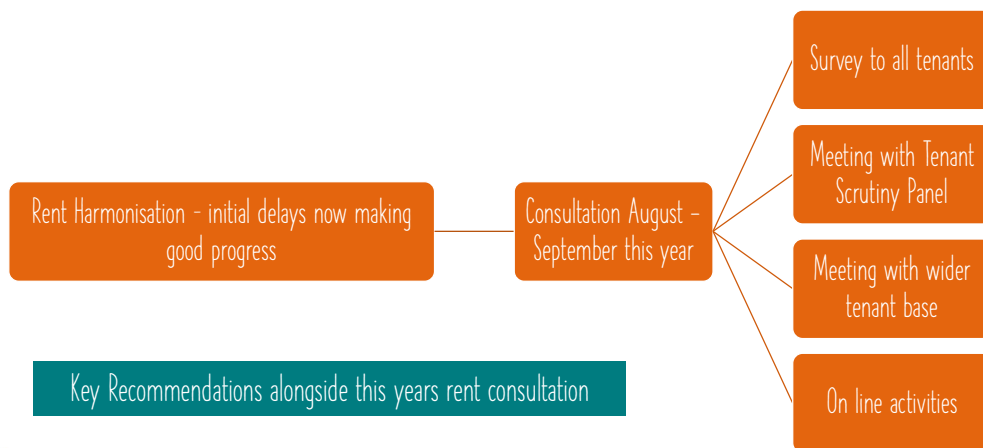 Rent Harmonisation - initial delays now making
good progress
Consultation August –
September this year
Survey to all tenants
Meeting with Tenant
Scrutiny Panel
Meeting with wider
tenant base
On line activities
Key Recommendations alongside this years rent consultation